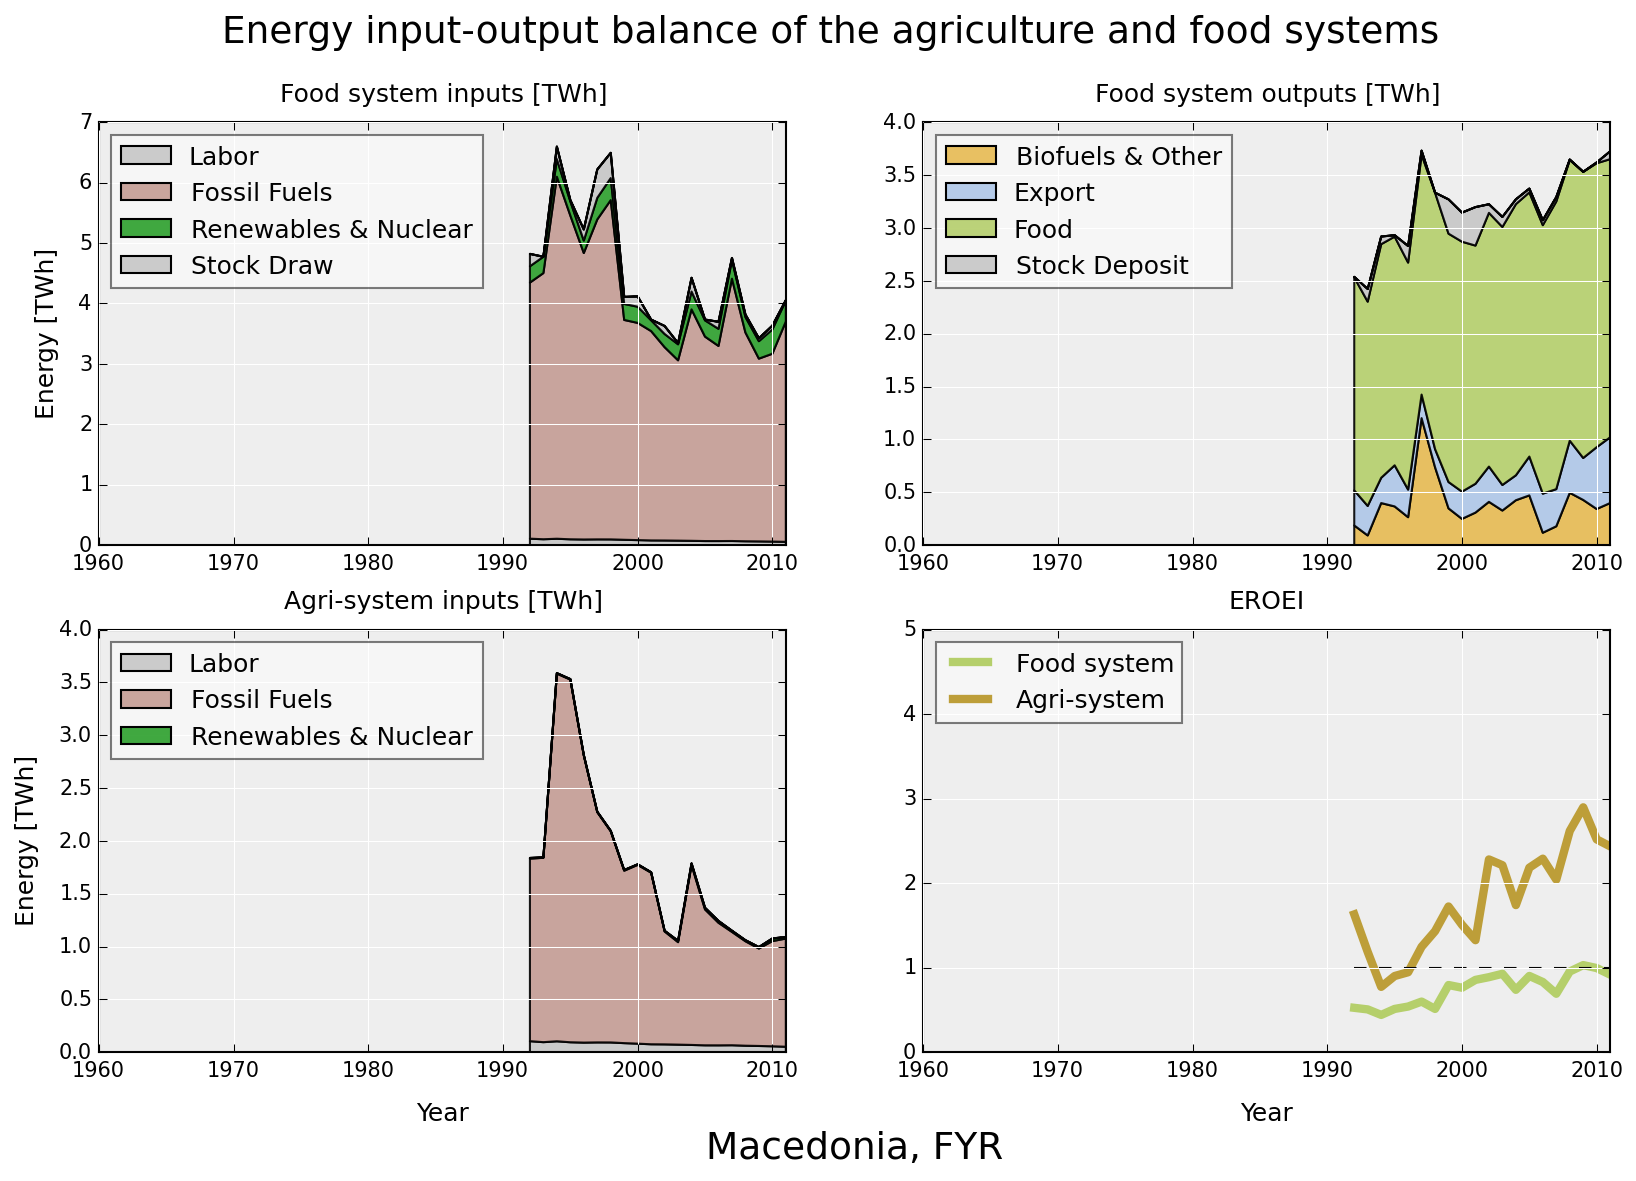 Energy input-output balance of the agriculture and food systems
Food system inputs [TWh]
Energy [TWh]
7
6
5
4
3
2
1
0
Labor
Fossil Fuels
Renewables & Nuclear
Stock Draw
1960 1970 1980 1990 2000 2010
Food system outputs [TWh]
4.0
3.5
3.0
2.5
2.0
1.5
1.0
0.5
0.0
Biofuels & Other
Export
Food
Stock Deposit
1960 1970 1980 1990 2000 2010
Agri-system inputs [TWh]
Energy [TWh]
4.0
3.5
3.0
2.5
2.0
1.5
1.0
0.5
0.0
Labor
Fossil Fuels
Renewables & Nuclear
1960 1970 1980 1990 2000 2010
Year
EROEI
5
4
3
2
1
0
Food system
Agri-system
1960 1970 1980 1990 2000 2010
Year
Macedonia, FYR